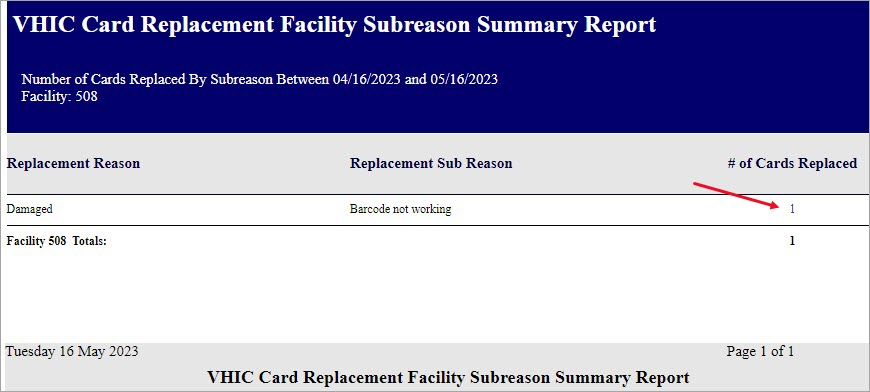 VHIC Card Replacement Facility Subreason Summary Report
Number of Cards Replaced By Subreason Between 04/16/2023 and 05/16/2023
Facility: 508
Replacement Reason Replacement Sub Reason # of Cards Replaced
Damaged Barcode not working 1
Facility 508 Totals: 1
Tuesday 16 May 2023 Page 1 of 1
VHIC Card Replacement Facility Subreason Summary Report